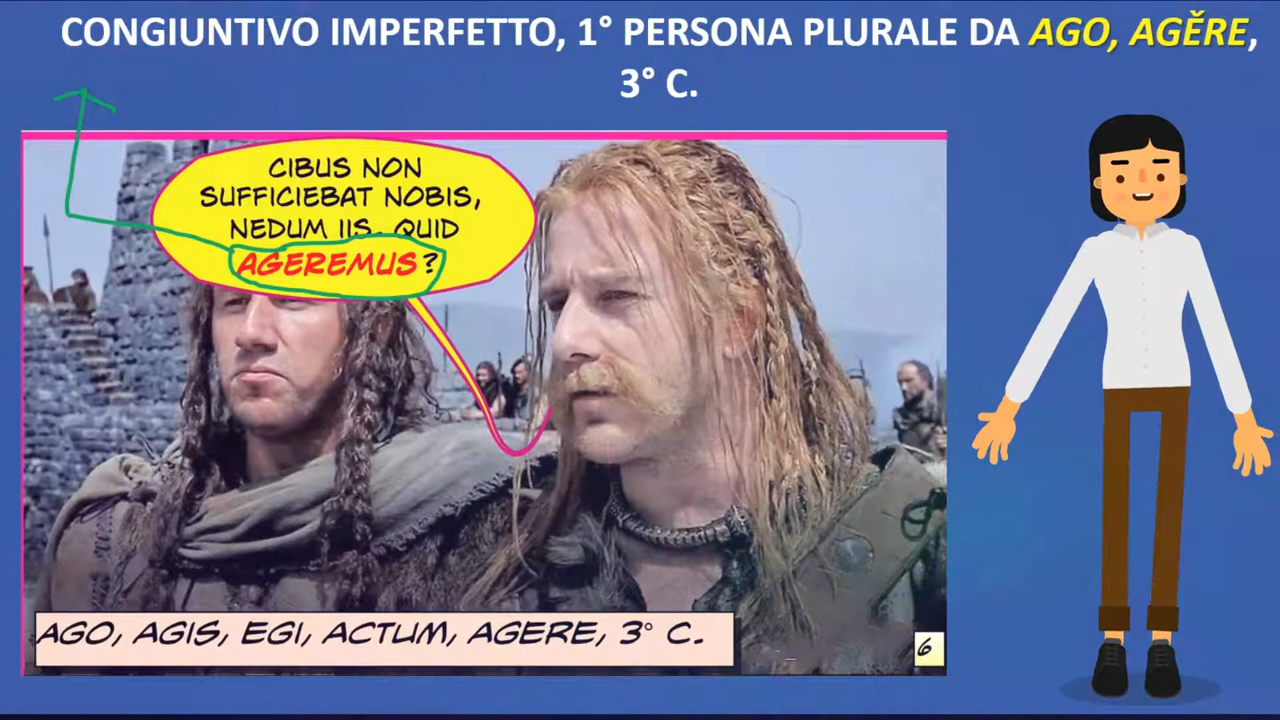 CONGIUNTIVO IMPERFETTO, 1° PERSONA PLURALE DA AGO, AGĔRE,
3° C.
CIBUS NON
SUFFICIEBAT NOBIS,
NEDUM IIS. QUID
AGEREMUS?
AGO, AGIS, EGI, ACTUM, AGERE, 3° C.
6